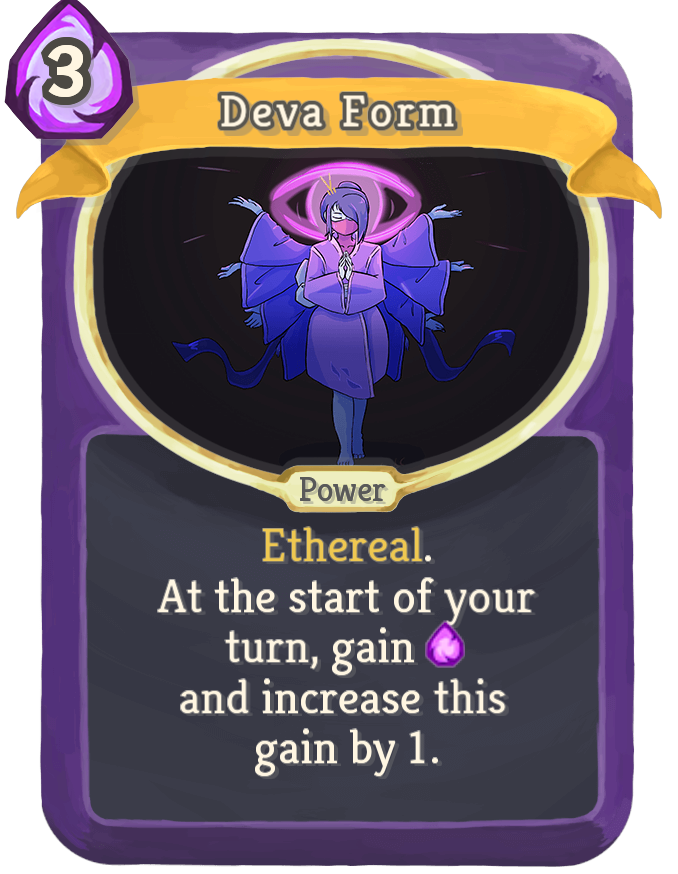 3
Deva Form
Power
Ethereal.
At the start of your
turn, gain
and increase this
gain by 1.